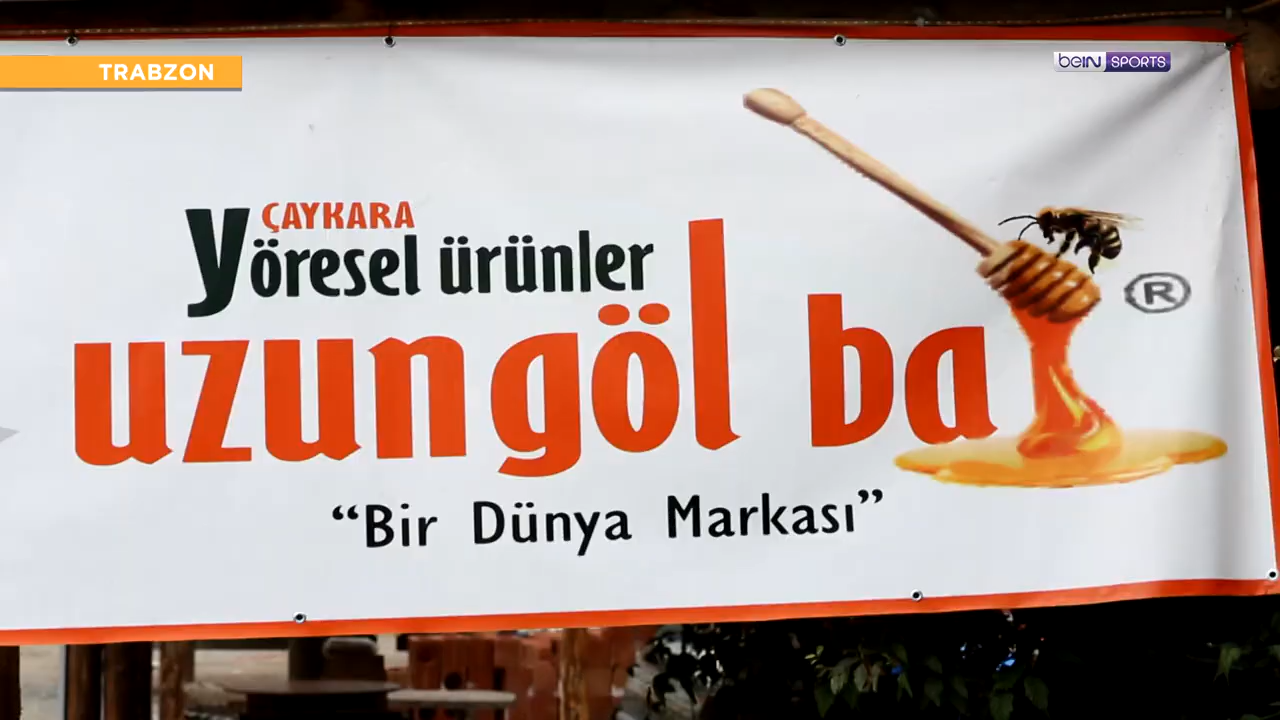 TRABZON
beIN SPORTS
ÇAYKARA
yöresel ürünler
uzungöl ba
®
“Bir Dünya Markası”